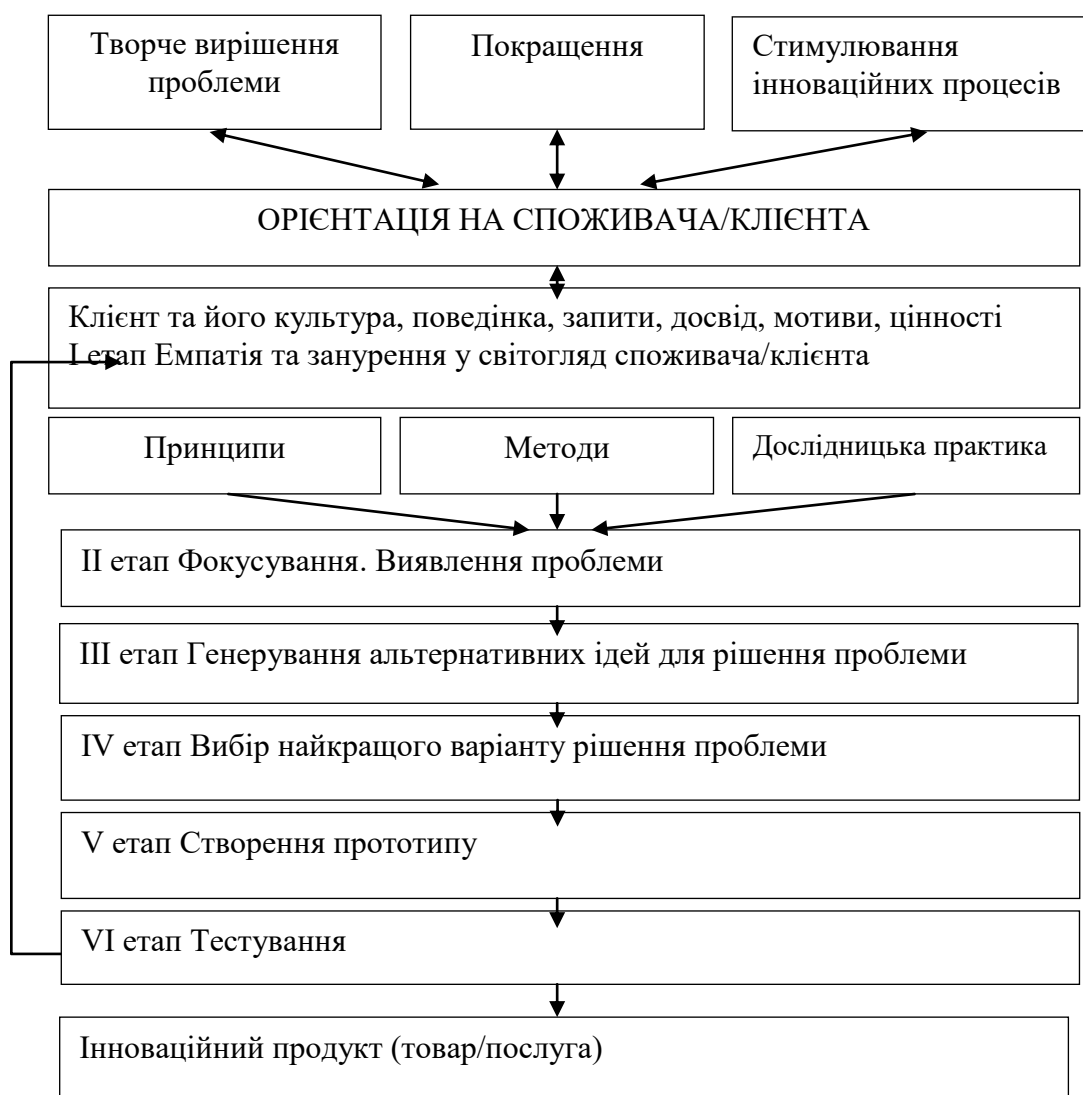 Творче вирішення
проблеми
Покращення
Стимулювання
інноваційних процесів
ОРІЄНТАЦІЯ НА СПОЖИВАЧА/КЛІЄНТА
Клієнт та його культура, поведінка, запити, досвід, мотиви, цінності
І етап Емпатія та занурення у світогляд споживача/клієнта
Принципи
Методи
Дослідницька практика
ІІ етап Фокусування. Виявлення проблеми
ІІІ етап Генерування альтернативних ідей для рішення проблеми
IV етап Вибір найкращого варіанту рішення проблеми
V етап Створення прототипу
VI етап Тестування
Інноваційний продукт (товар/послуга)